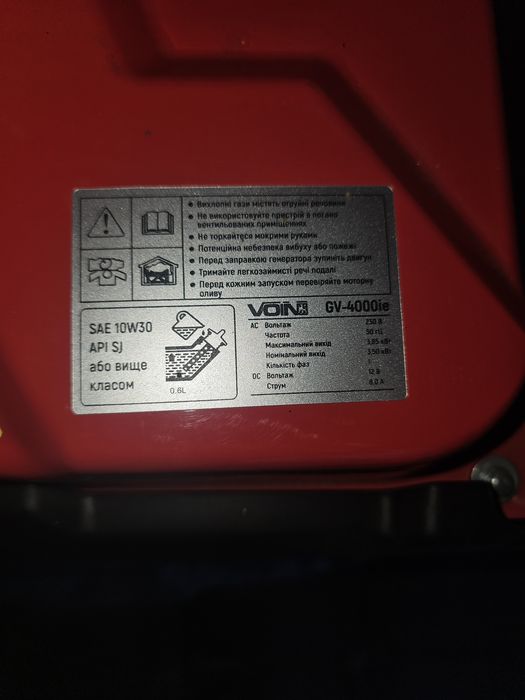 • Вихлопні гази містять отруйні речовини
• Не використовуйте пристрій в погано
вентильованих приміщеннях
• Не торкайтеся мокрими руками
• Потенційна небезпека вибуху або пожежі
• Перед заправкою генератора зупиніть двигун
• Тримайте легкозаймисті речі подалі
• Перед кожним запуском перевіряйте моторну
оливу
SAE 10W30
API SJ
або вище
класом
0.6L
VOIN GV-4000ie
AC Вольтаж 230 В
Частота 50 гЦ
Максимальний вихід 3,85 кВт
Номінальний вихід 3,50 кВт
Кількість фаз
DC Вольтаж 12 В
Струм 8.0 А